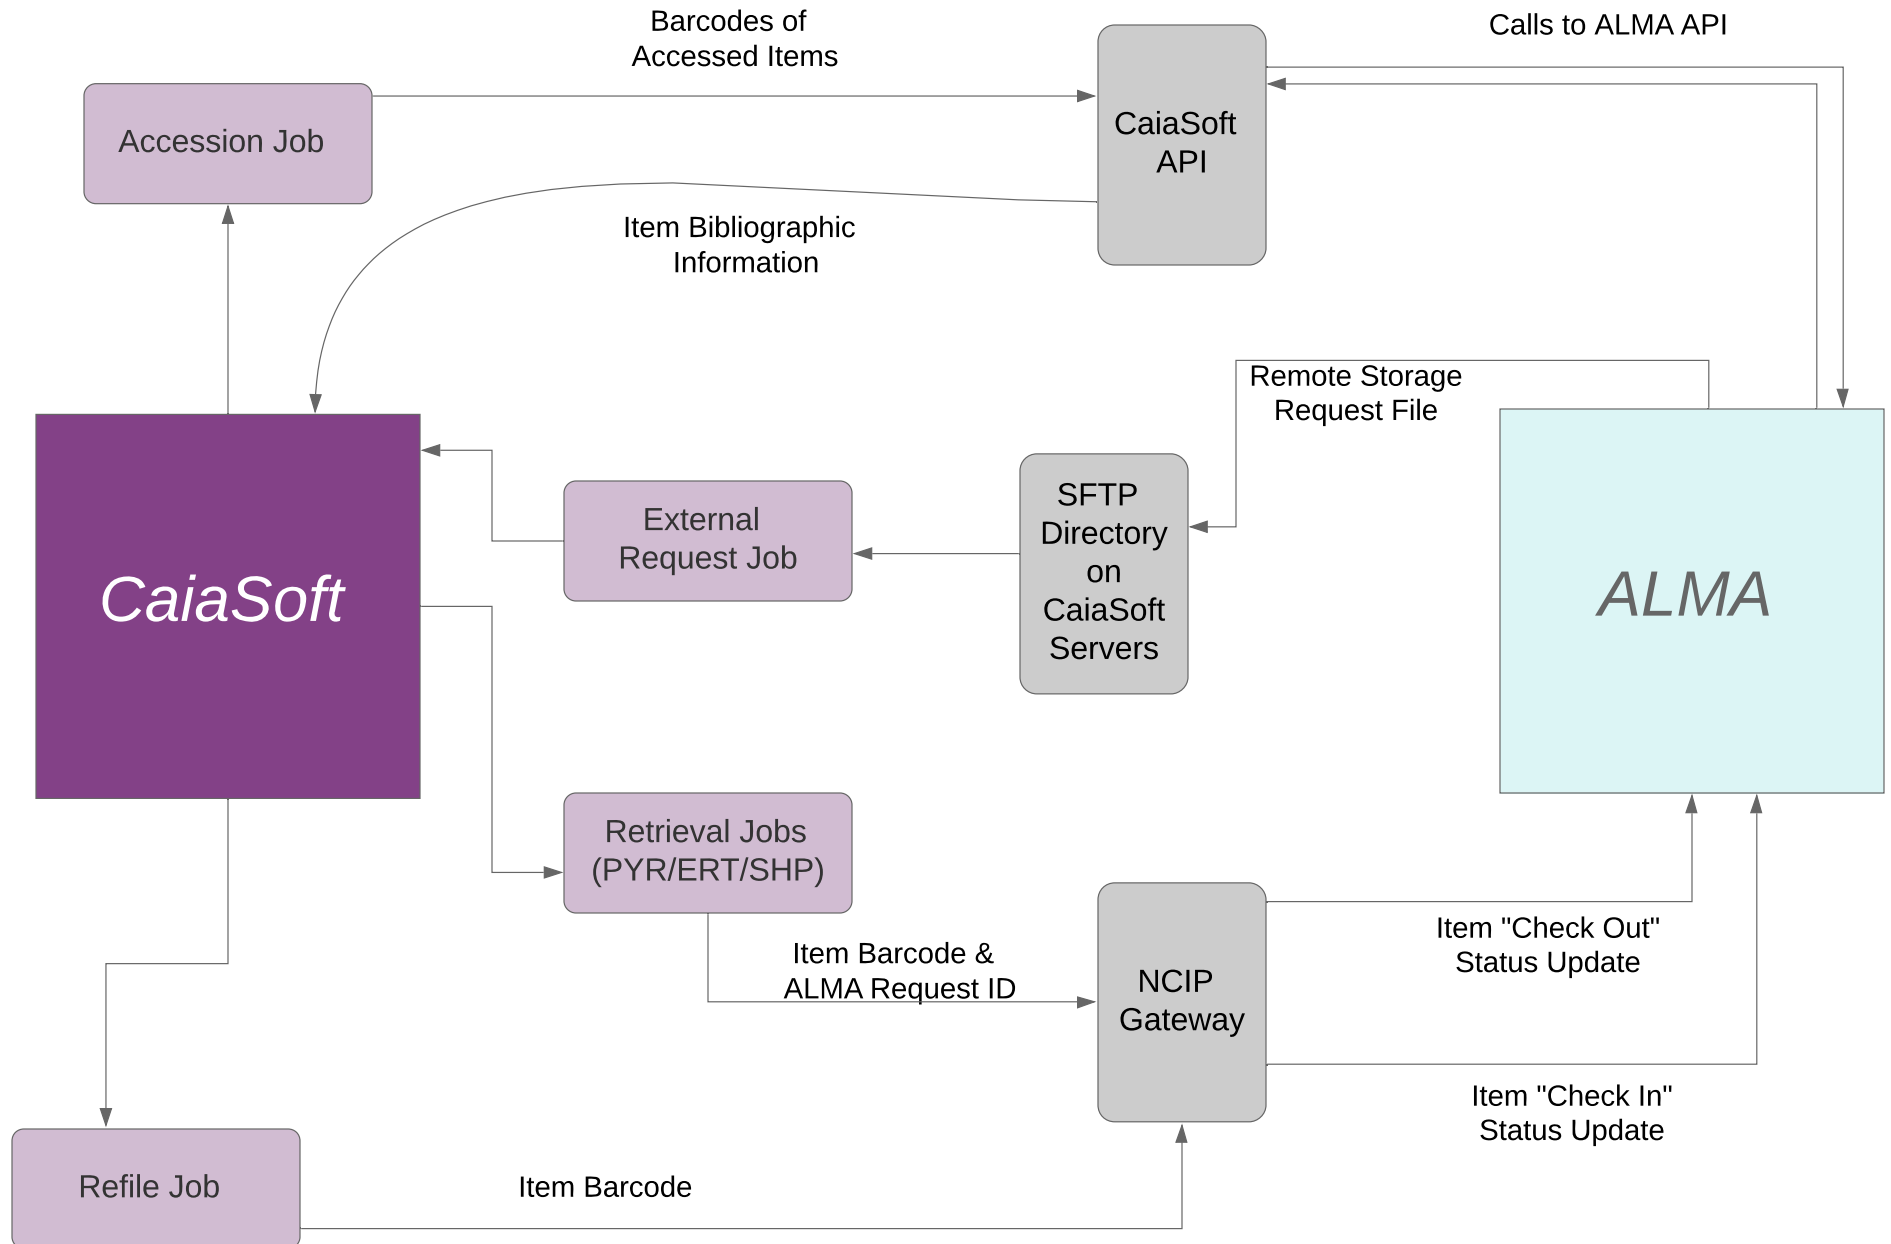 Barcodes of
Accessed Items
Calls to ALMA API
Accession Job
CaiaSoft
API
Item Bibliographic
Information
Remote Storage
Request File
External
Request Job
SFTP
Directory
on
CaiaSoft
Servers
CaiaSoft
ALMA
Retrieval Jobs
(PYR/ERT/SHP)
Item Barcode &
ALMA Request ID
NCIP
Gateway
Item "Check Out"
Status Update
Item "Check In"
Status Update
Refile Job
Item Barcode